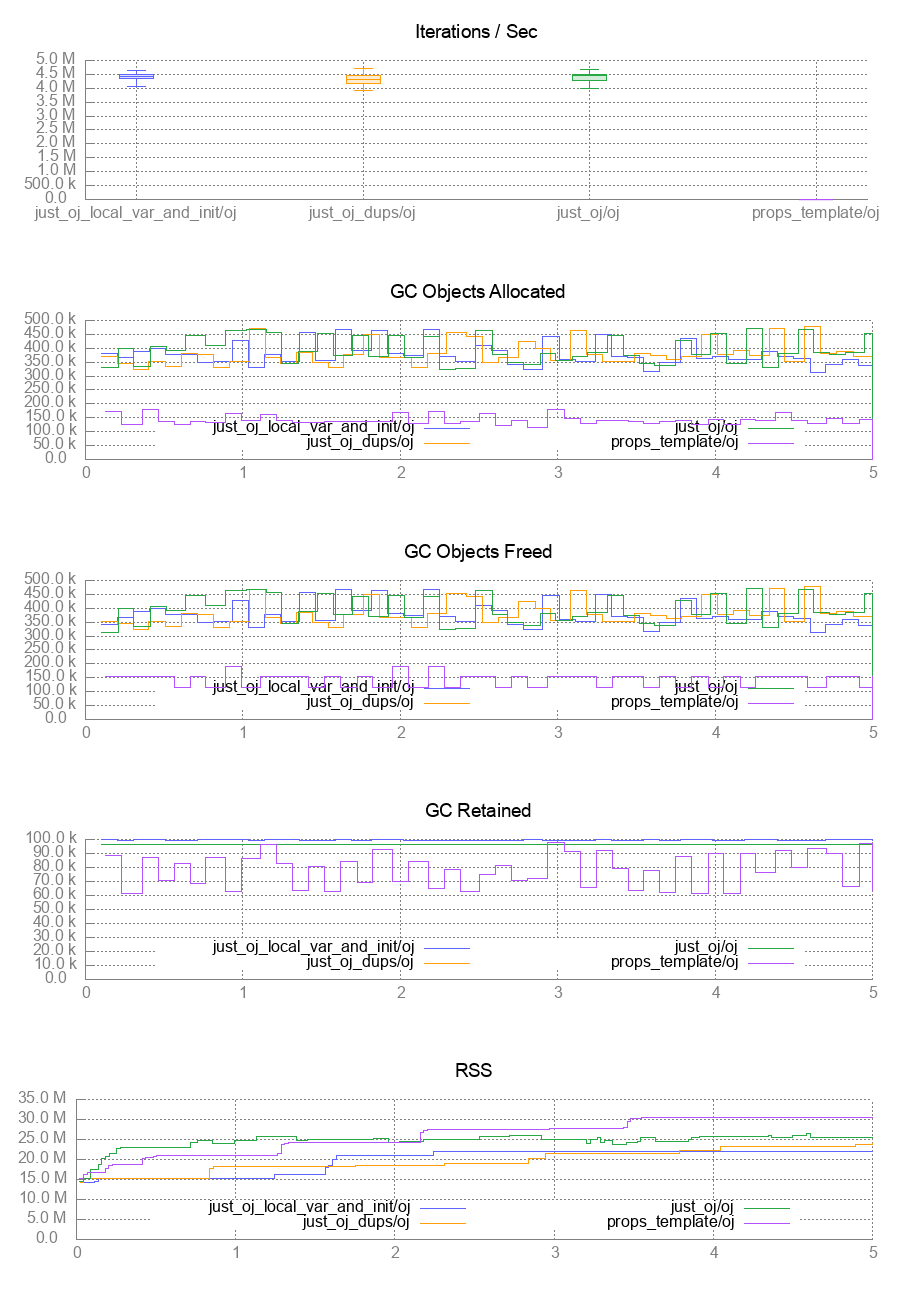 Iterations / Sec
5.0 M
4.5 M
4.0 M
3.5 M
3.0 M
2.5 M
2.0 M
1.5 M
1.0 M
500.0 k
0.0
just_oj_local_var_and_init/oj just_oj_dups/oj just_oj/oj props_template/oj
GC Objects Allocated
500.0 k
450.0 k
400.0 k
350.0 k
300.0 k
250.0 k
200.0 k
150.0 k
100.0 k
50.0 k
0.0
just_oj_local_var_and_init/oj just_oj/oj
just_oj_dups/oj props_template/oj
0 1 2 3 4 5
GC Objects Freed
500.0 k
450.0 k
400.0 k
350.0 k
300.0 k
250.0 k
200.0 k
150.0 k
100.0 k
50.0 k
0.0
just_oj_local_var_and_init/oj just_oj/oj
just_oj_dups/oj props_template/oj
0 1 2 3 4 5
GC Retained
100.0 k
90.0 k
80.0 k
70.0 k
60.0 k
50.0 k
40.0 k
30.0 k
20.0 k
10.0 k
0.0
just_oj_local_var_and_init/oj just_oj/oj
just_oj_dups/oj props_template/oj
0 1 2 3 4 5
RSS
35.0 M
30.0 M
25.0 M
20.0 M
15.0 M
10.0 M
5.0 M
0.0
just_oj_local_var_and_init/oj just_oj/oj
just_oj_dups/oj props_template/oj
0 1 2 3 4 5